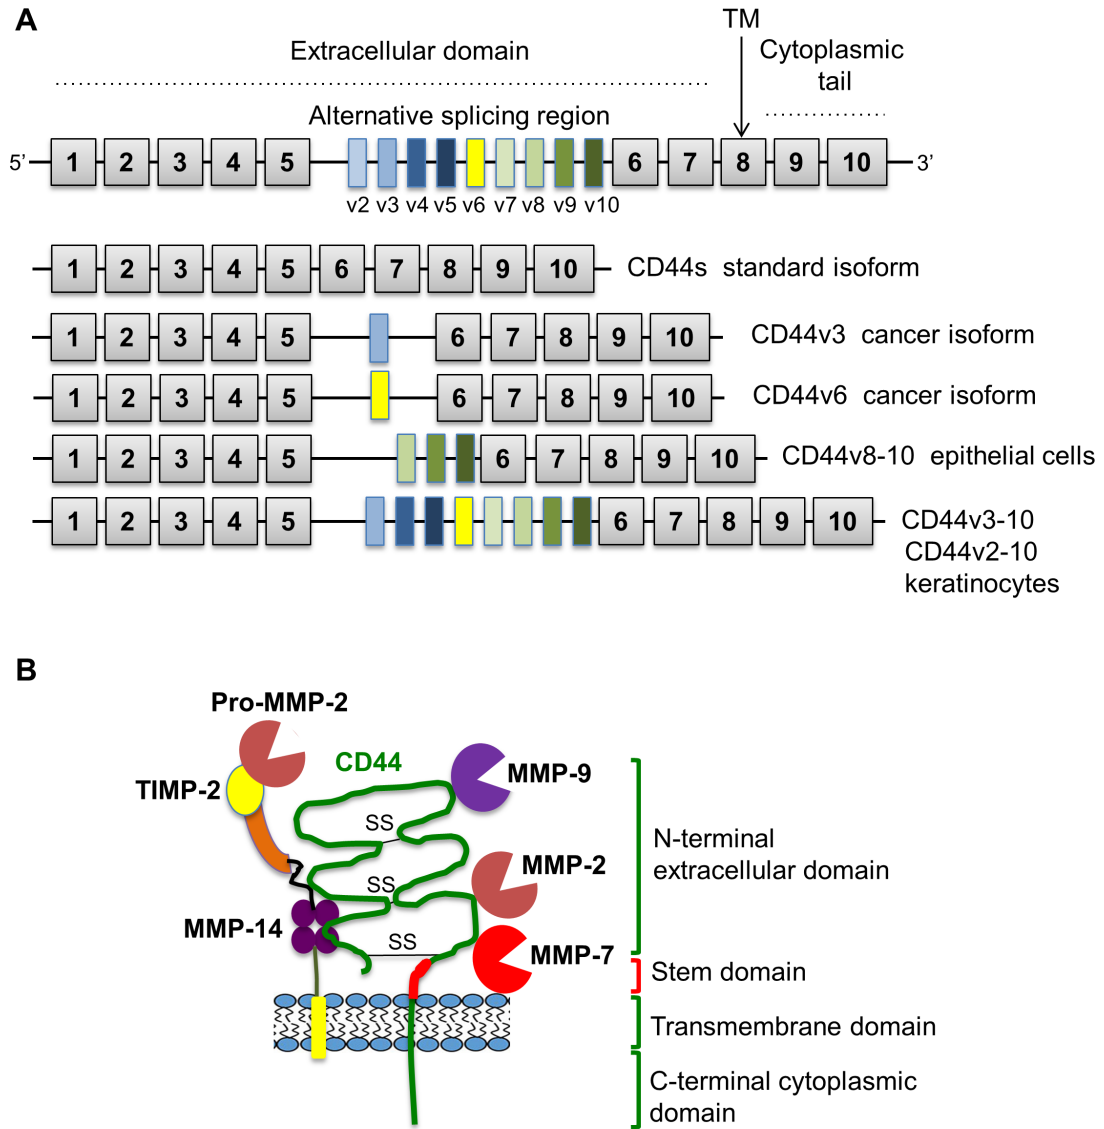 A
TM
Extracellular domain
Cytoplasmic
tail
Alternative splicing region
5’ 1 2 3 4 5 6 7 8 9 10 3’
v2 v3 v4 v5 v6 v7 v8 v9 v10
1 2 3 4 5 6 7 8 9 10 CD44s standard isoform
1 2 3 4 5 6 7 8 9 10 CD44v3 cancer isoform
1 2 3 4 5 6 7 8 9 10 CD44v6 cancer isoform
1 2 3 4 5 6 7 8 9 10 CD44v8-10 epithelial cells
1 2 3 4 5 6 7 8 9 10 CD44v3-10
CD44v2-10
keratinocytes
B
Pro-MMP-2
CD44
MMP-9
TIMP-2
SS
N-terminal
extracellular domain
MMP-2
SS
MMP-14
SS
MMP-7
Stem domain
Transmembrane domain
C-terminal cytoplasmic
domain